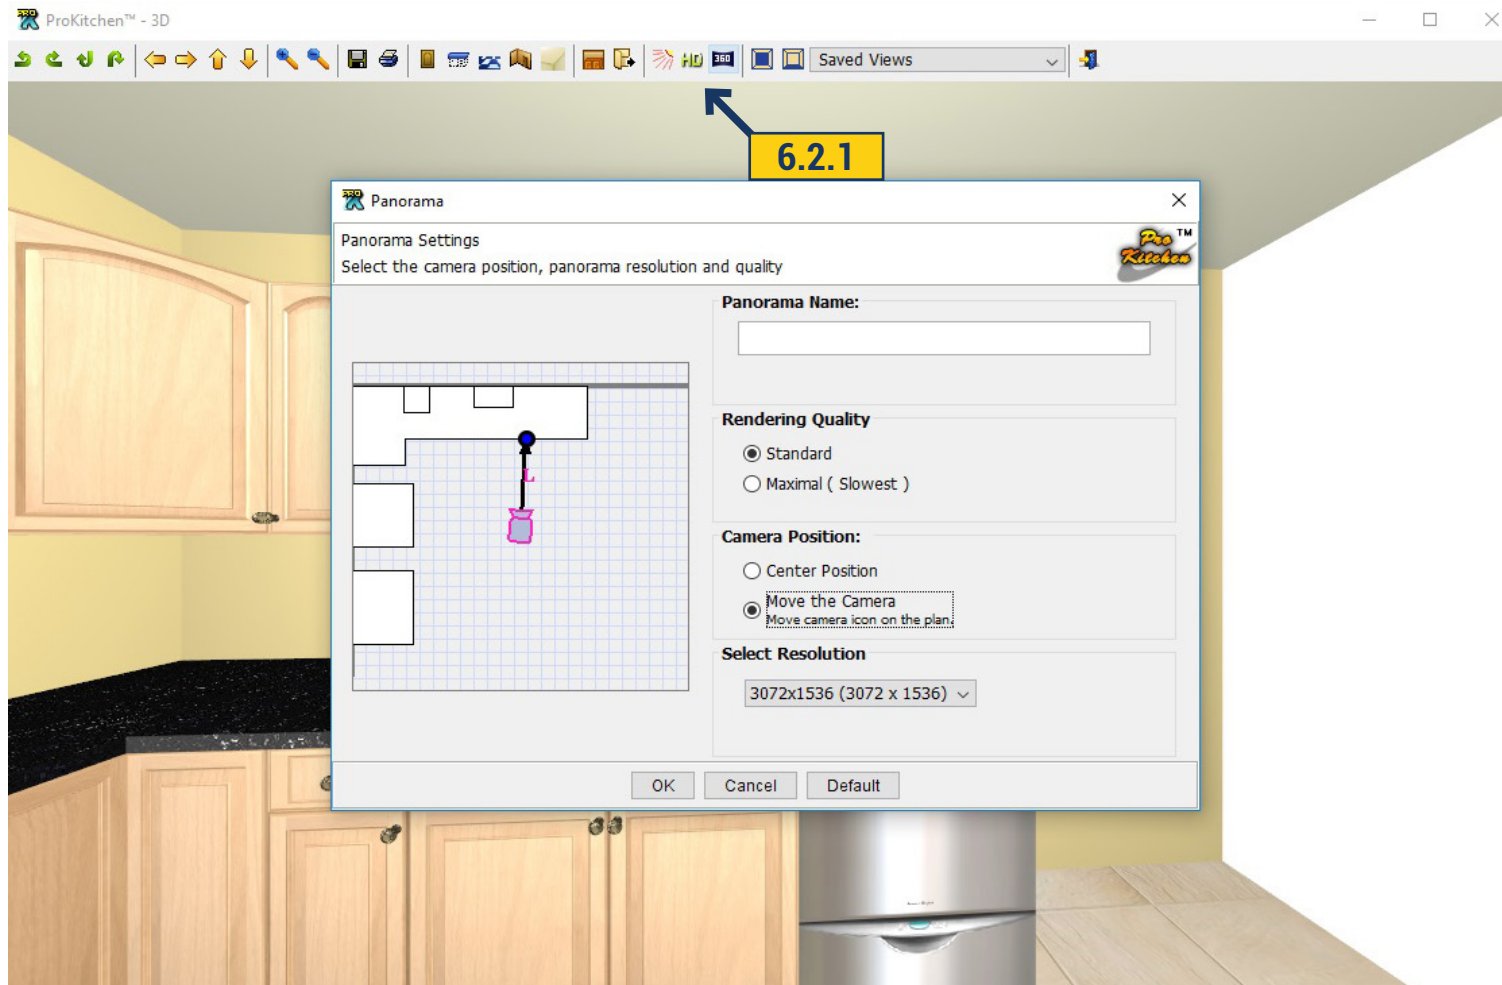 ProKitchen™ - 3D
HD
360
Saved Views
6.2.1
Panorama
Panorama Settings
Select the camera position, panorama resolution and quality
Pro™
Kitchen
Panorama Name:
Rendering Quality
Standard
Maximal ( Slowest )
L
Camera Position:
Center Position
Move the Camera
Move camera icon on the plan.
Select Resolution
3072x1536 (3072 x 1536)
OK
Cancel
Default